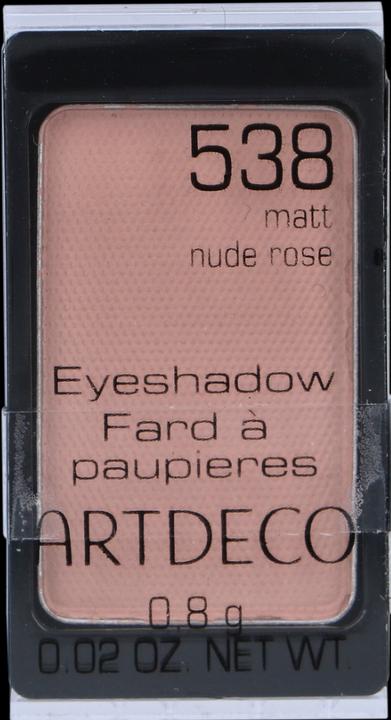 538
matt
nude rose
Eyeshadow
Fard à
paupieres
ARTDECO
0.8 g
0.02 OZ. NET WT.